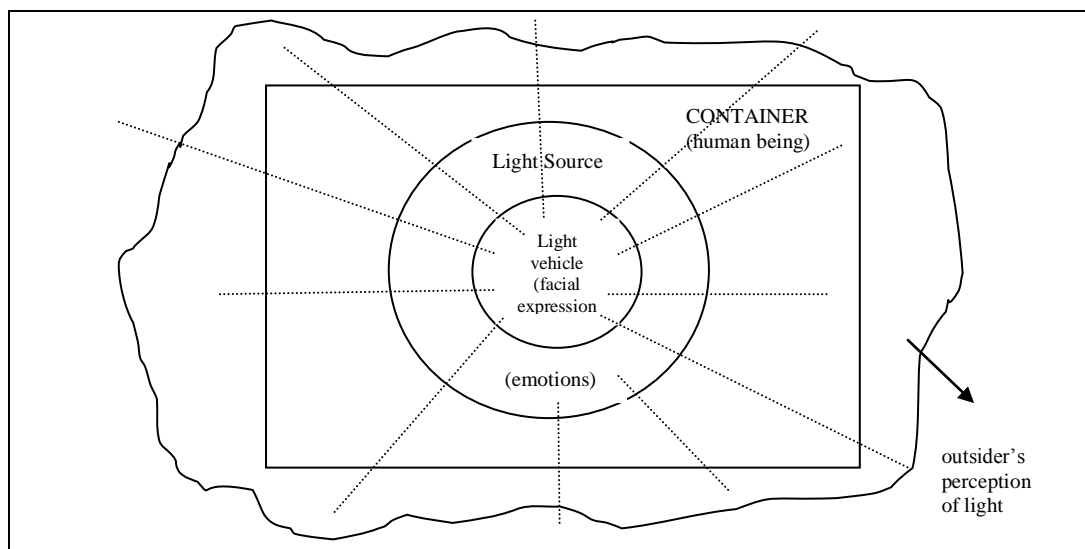 CONTAINER
(human being)
Light Source
Light
vehicle
(facial
expression
(emotions)
outsider’s
perception
of light